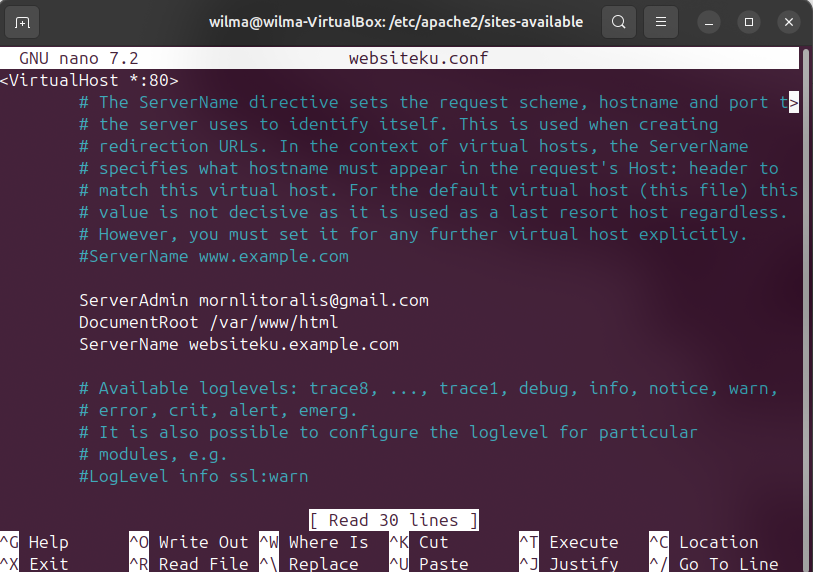 wilma@wilma-VirtualBox: /etc/apache2/sites-available
GNU nano 7.2 websiteku.conf
<VirtualHost *:80>
# The ServerName directive sets the request scheme, hostname and port t>
# the server uses to identify itself. This is used when creating
# redirection URLs. In the context of virtual hosts, the ServerName
# specifies what hostname must appear in the request's Host: header to
# match this virtual host. For the default virtual host (this file) this
# value is not decisive as it is used as a last resort host regardless.
# However, you must set it for any further virtual host explicitly.
#ServerName www.example.com
ServerAdmin mornlitoralis@gmail.com
DocumentRoot /var/www/html
ServerName websiteku.example.com
# Available loglevels: trace8, ..., trace1, debug, info, notice, warn,
# error, crit, alert, emerg.
# It is also possible to configure the loglevel for particular
# modules, e.g.
#LogLevel info ssl:warn
[ Read 30 lines ]
^G Help ^O Write Out ^W Where Is ^K Cut ^T Execute ^C Location
^X Exit ^R Read File ^\ Replace ^U Paste ^J Justify ^/ Go To Line